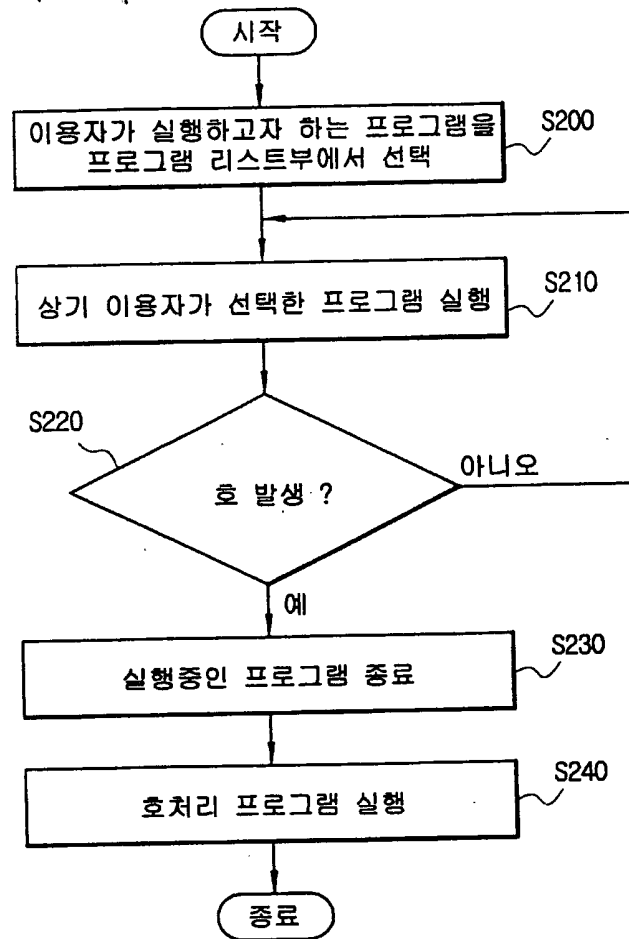 시작
이용자가 실행하고자 하는 프로그램을
프로그램 리스트부에서 선택
S200
상기 이용자가 선택한 프로그램 실행
S210
S220
호 발생 ?
아니오
예
실행중인 프로그램 종료
S230
호처리 프로그램 실행
S240
종료